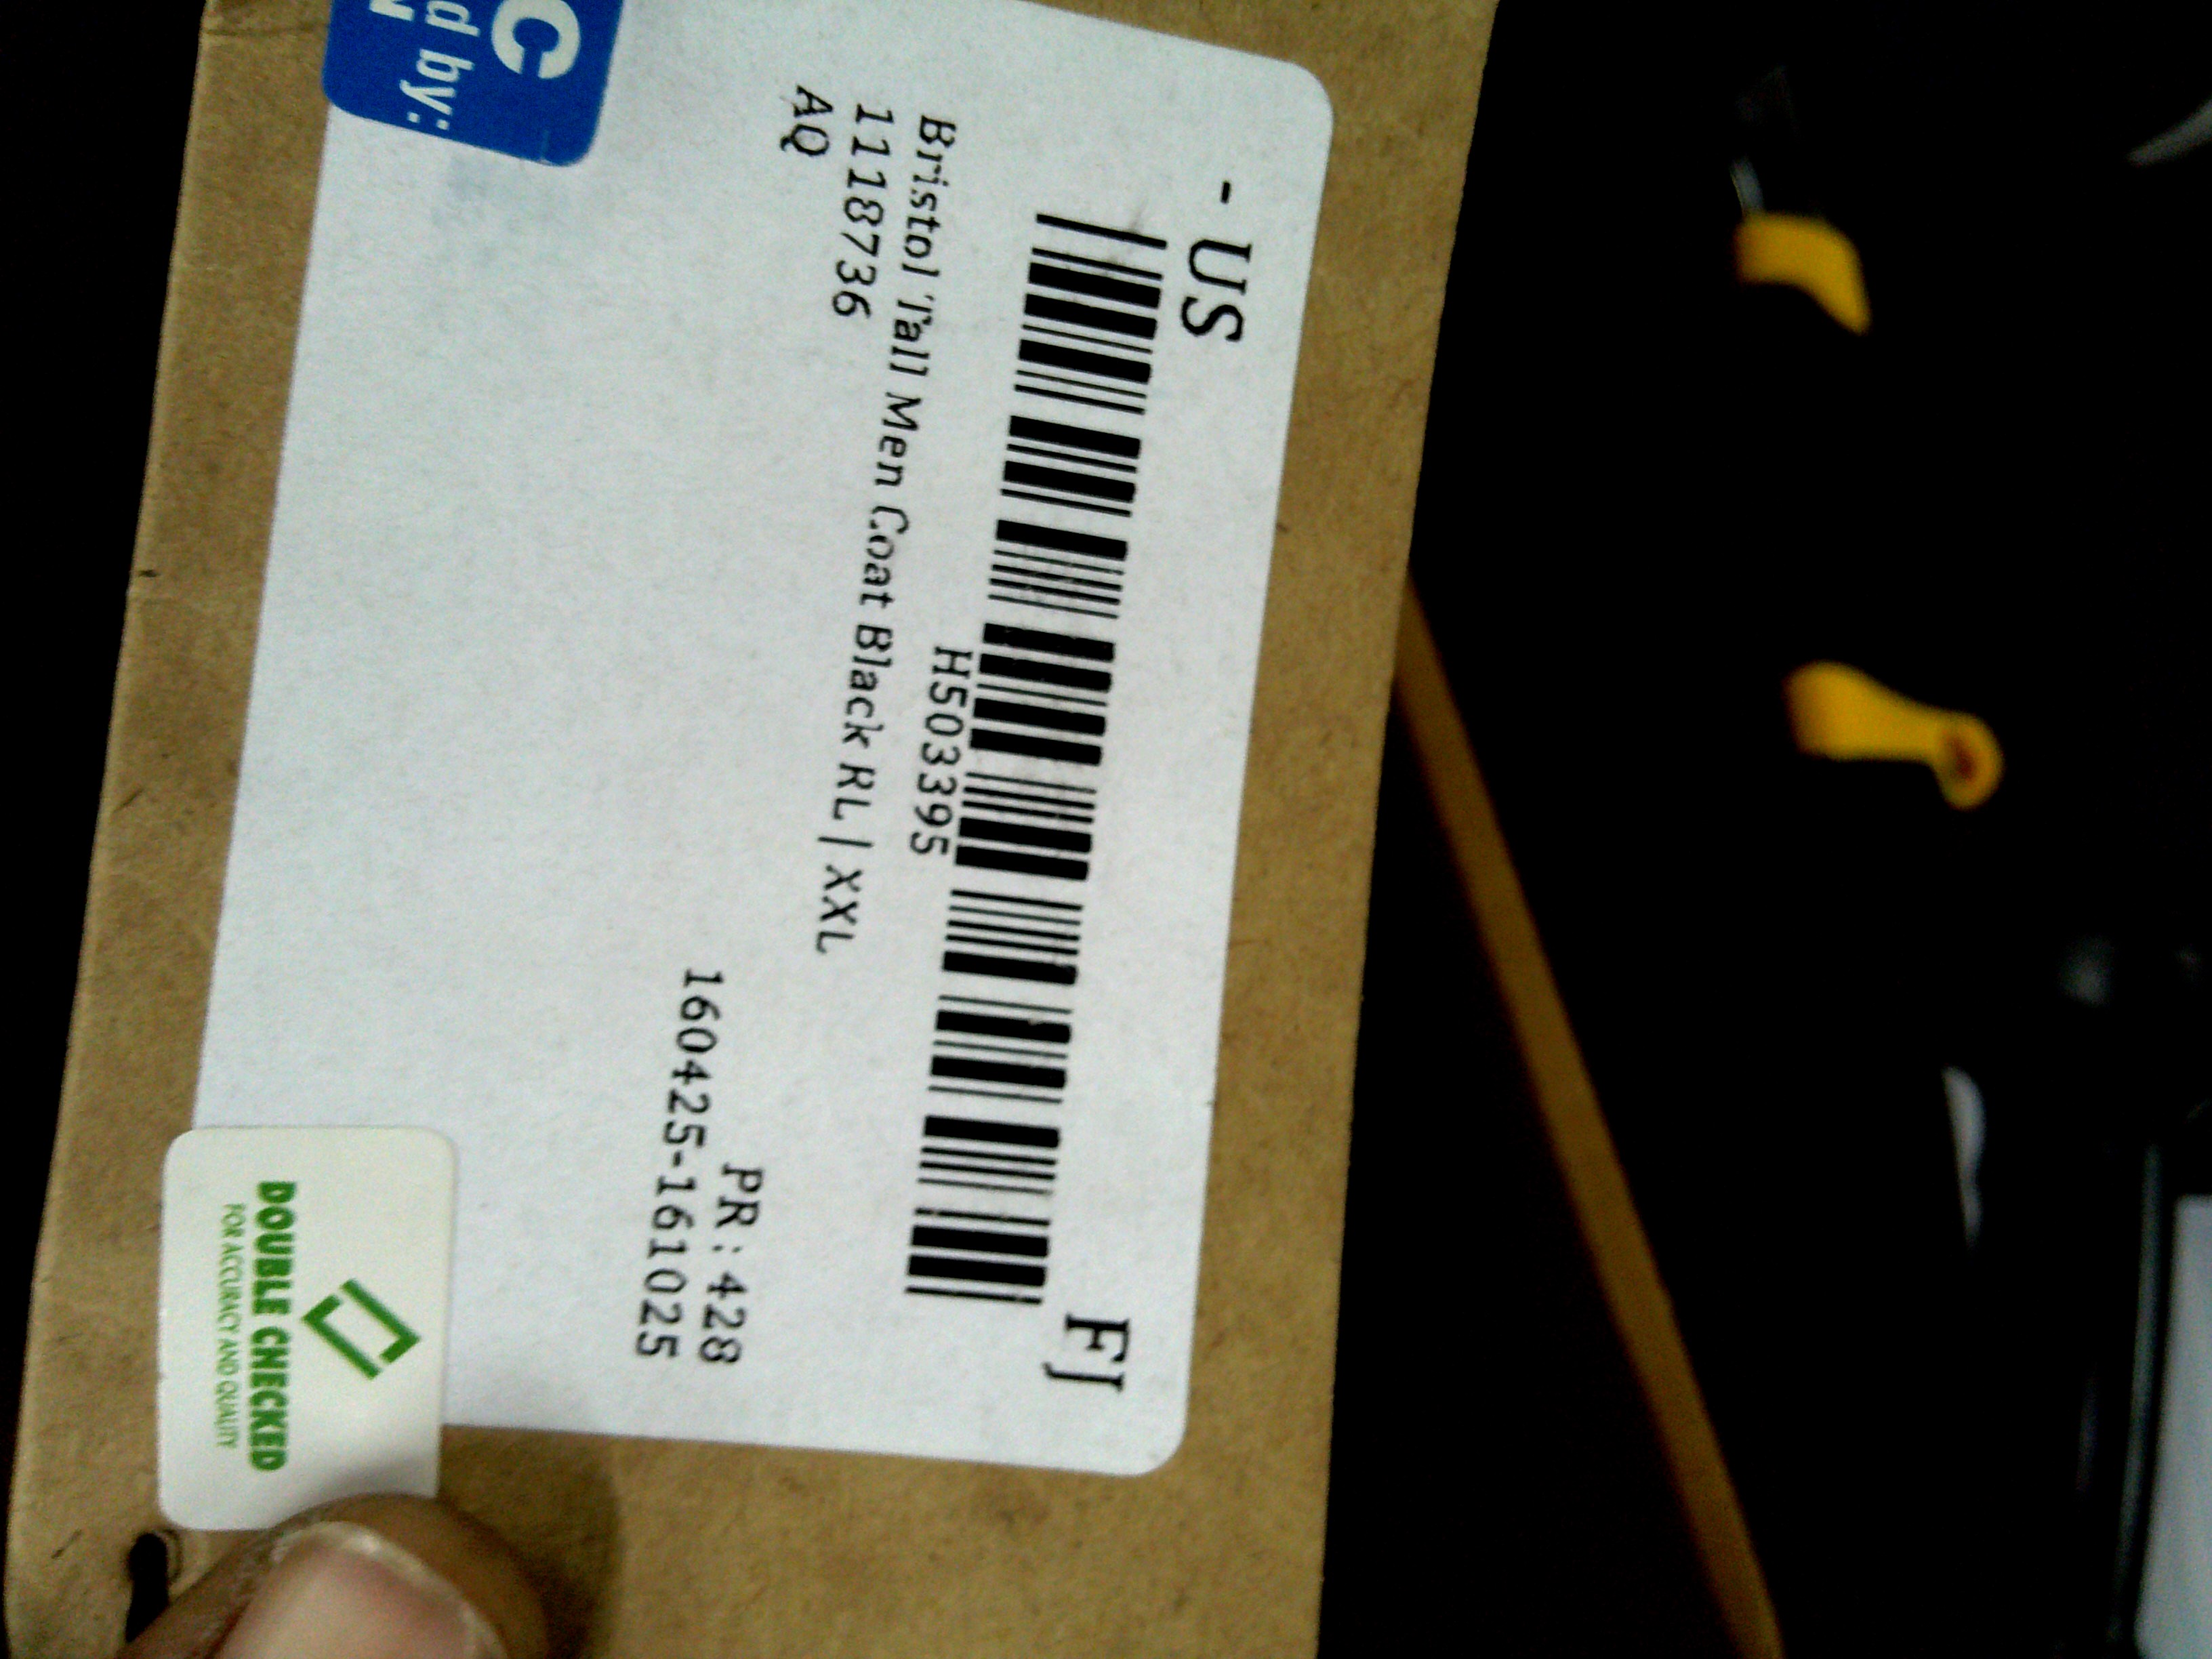 - US
FJ
H503395
Bristol Tall Men Coat Black RL | XXL
1118736
AQ
PR: 428
160425-161025
C
d by:
DOUBLE CHECKED
FOR ACCURACY AND QUALITY